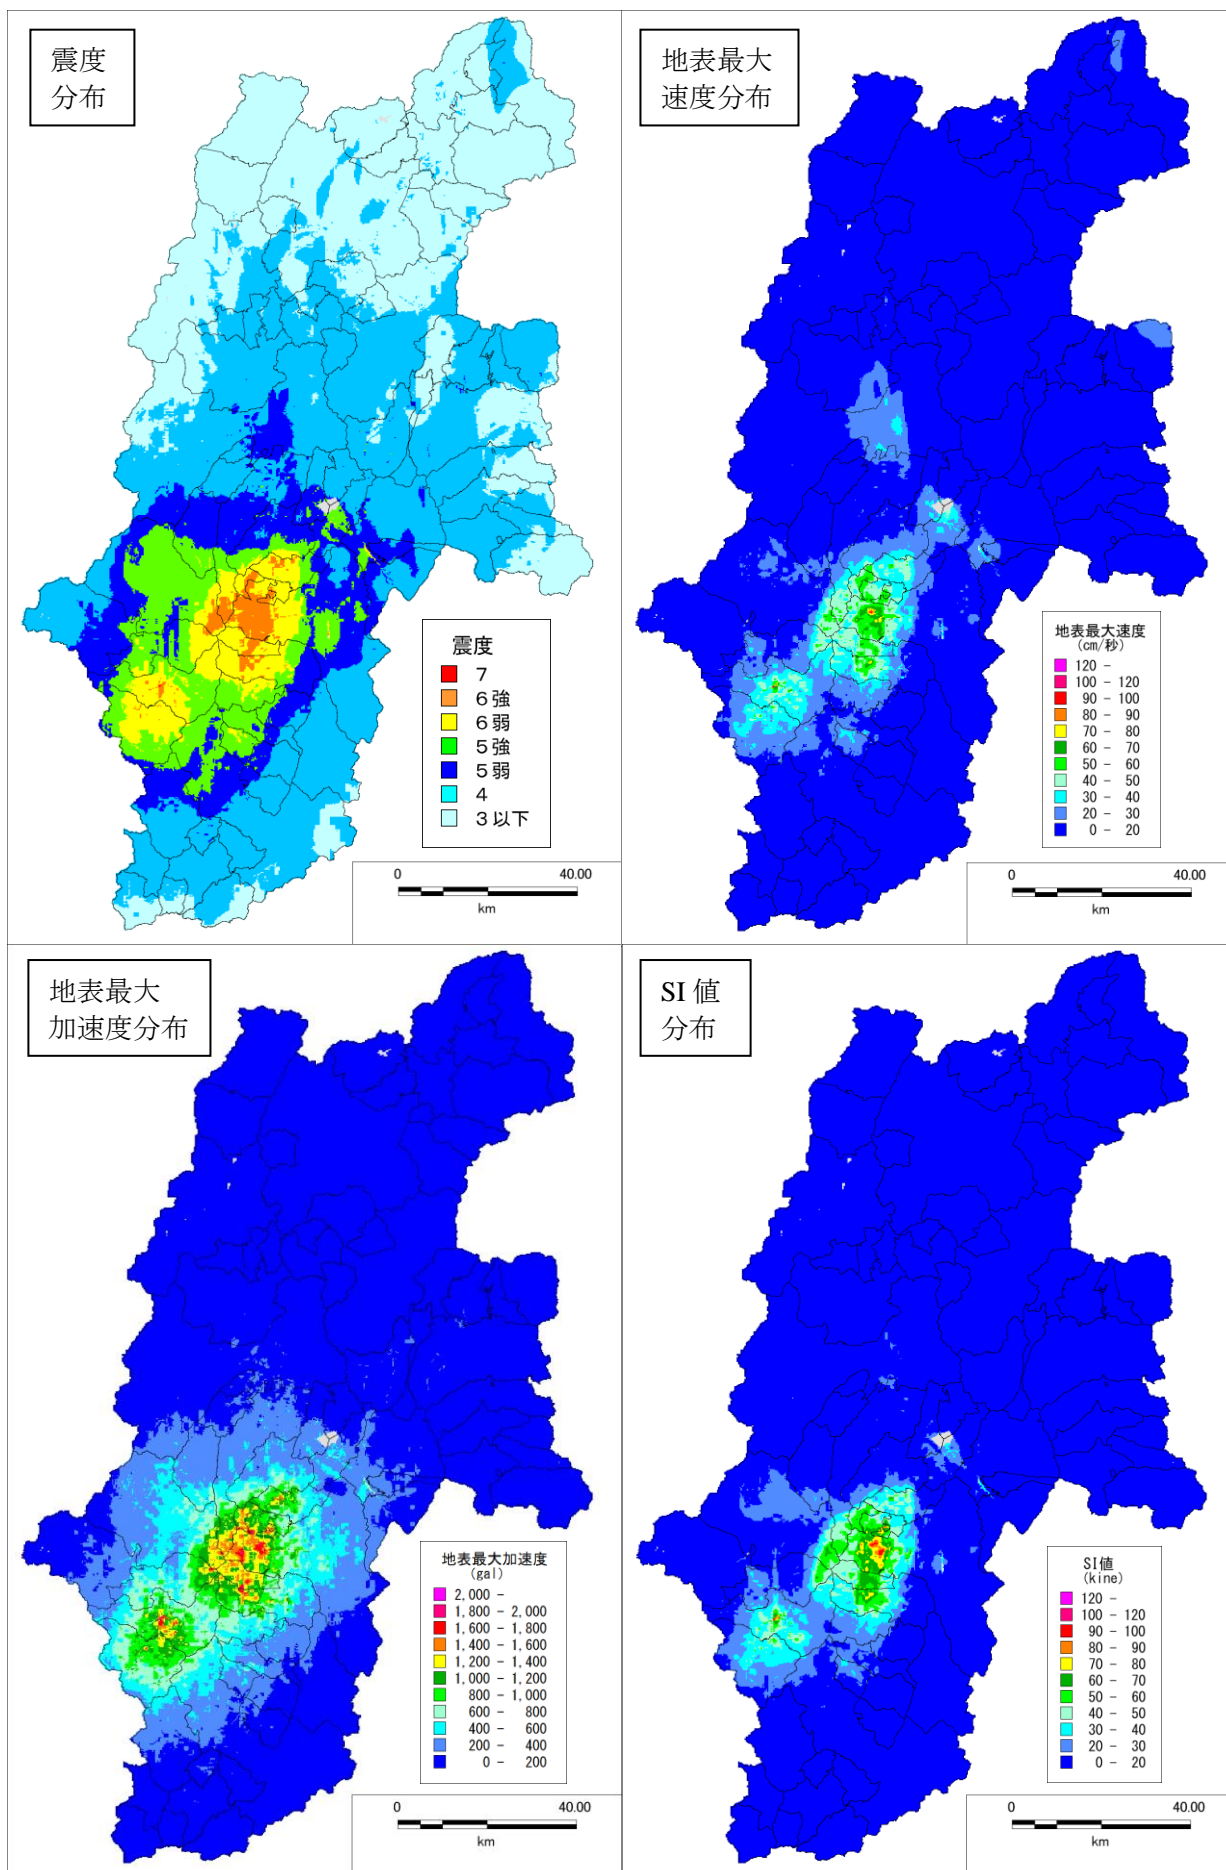 震度
分布
震度
7
6強
6弱
5強
5弱
4
3以下
0 40.00
km
地表最大
速度分布
地表最大速度
(cm/秒)
120 -
100 - 120
90 - 100
80 - 90
70 - 80
60 - 70
50 - 60
40 - 50
30 - 40
20 - 30
0 - 20
0 40.00
km
地表最大
加速度分布
地表最大加速度
(gal)
2,000 -
1,800 - 2,000
1,600 - 1,800
1,400 - 1,600
1,200 - 1,400
1,000 - 1,200
800 - 1,000
600 - 800
400 - 600
200 - 400
0 - 200
0 40.00
km
SI 値
分布
SI値
(kine)
120 -
100 - 120
90 - 100
80 - 90
70 - 80
60 - 70
50 - 60
40 - 50
30 - 40
20 - 30
0 - 20
0 40.00
km